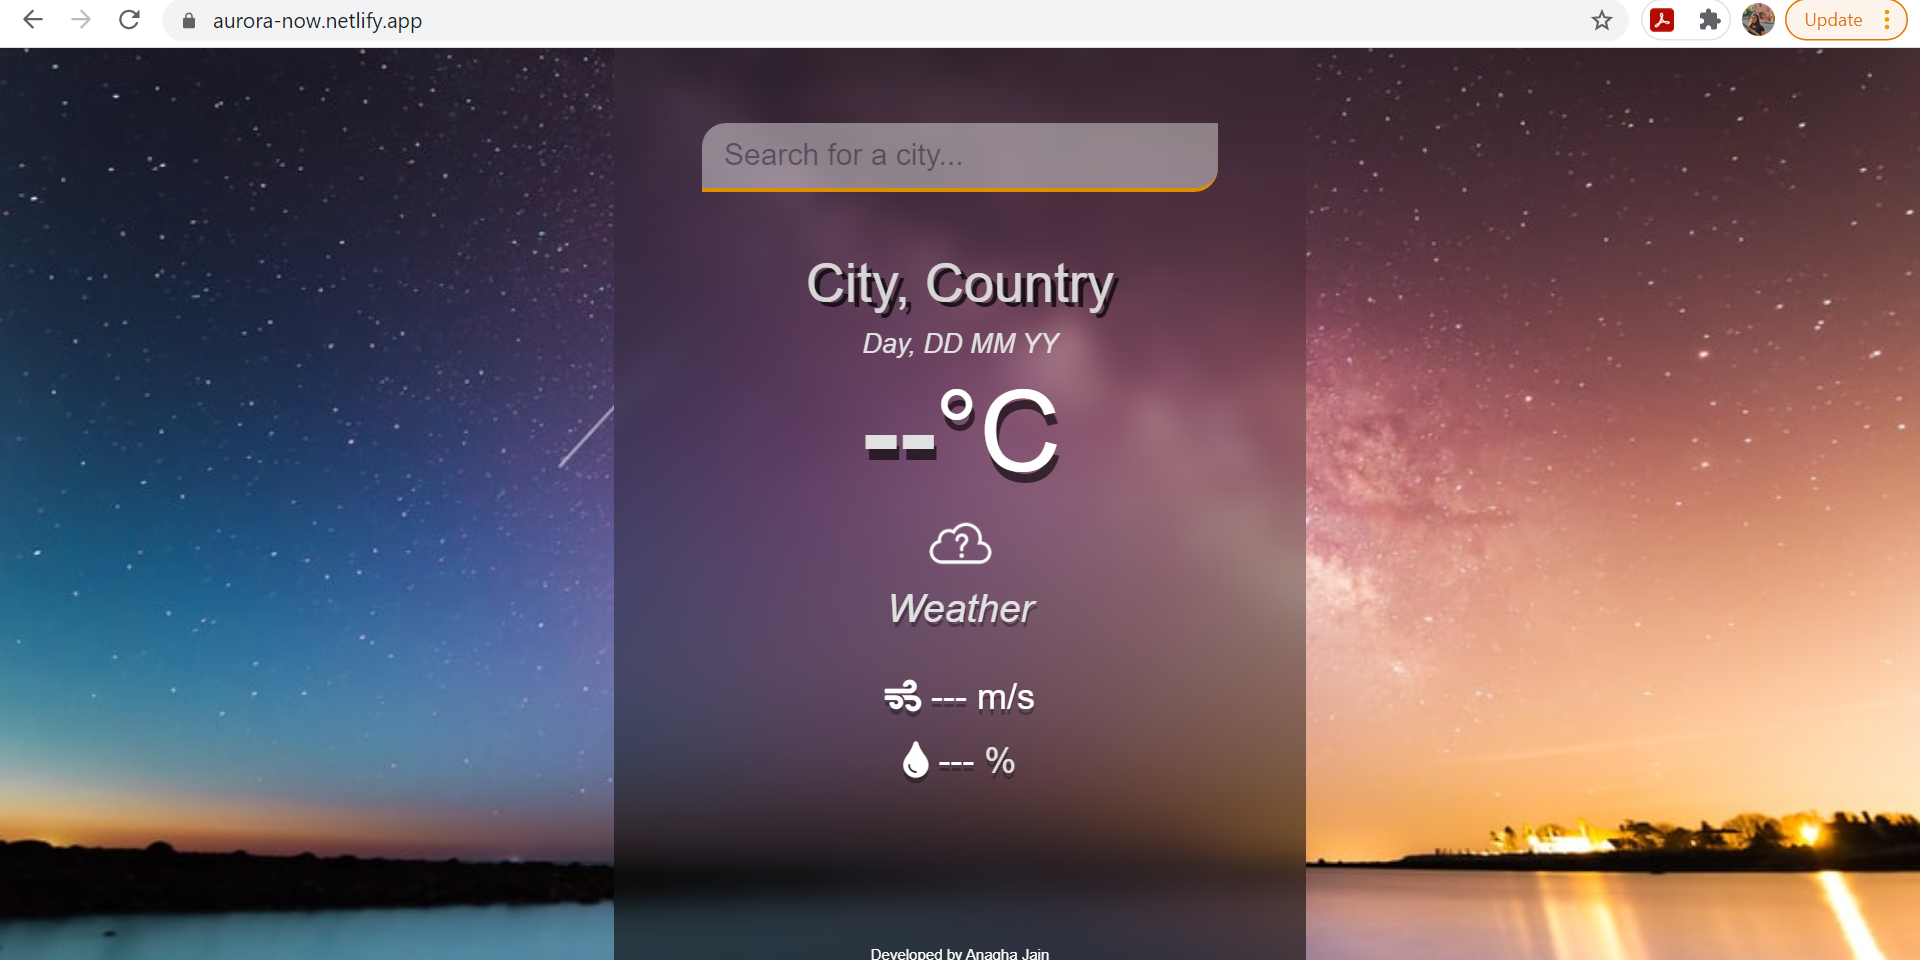 aurora-now.netlify.app
Update
Search for a city...
City, Country
Day, DD MM YY
--°C
?
Weather
--- m/s
--- %
Developed by Anagha Jain